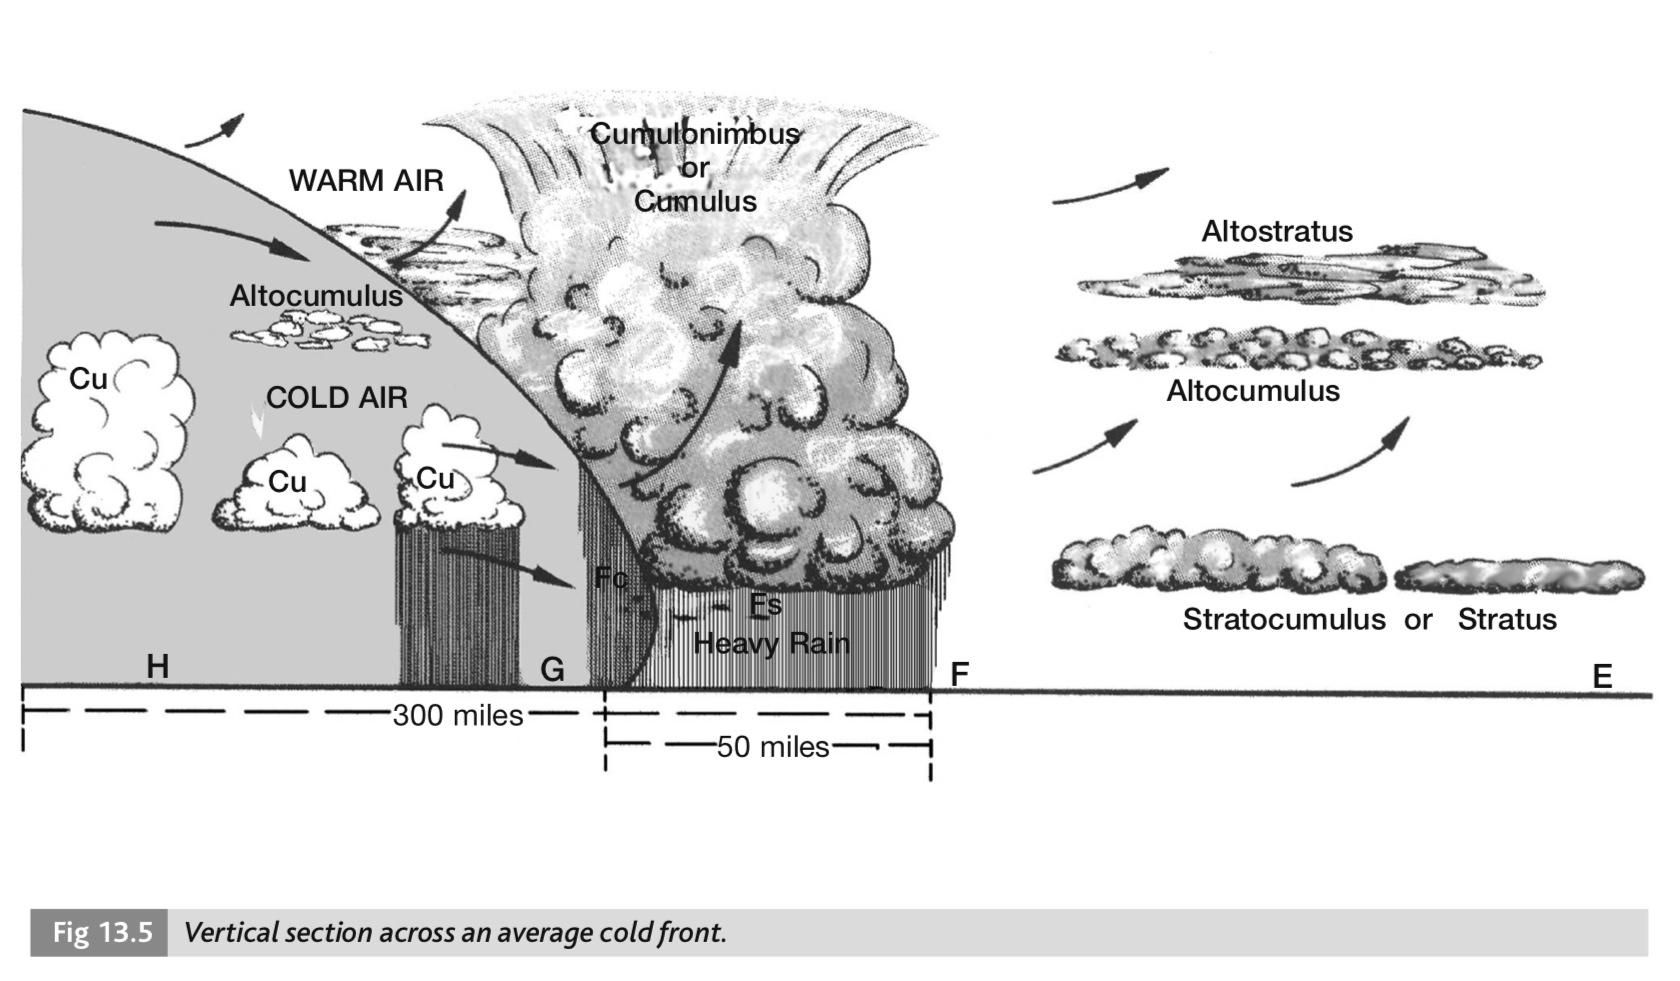 Cumulonimbus
or
Cumulus
WARM AIR
Altostratus
Altocumulus
Cu
Altocumulus
COLD AIR
Cu
Cu
Fc
Fs
Stratocumulus or Stratus
Heavy Rain
H
G
F
E
300 miles
50 miles
Fig 13.5 Vertical section across an average cold front.